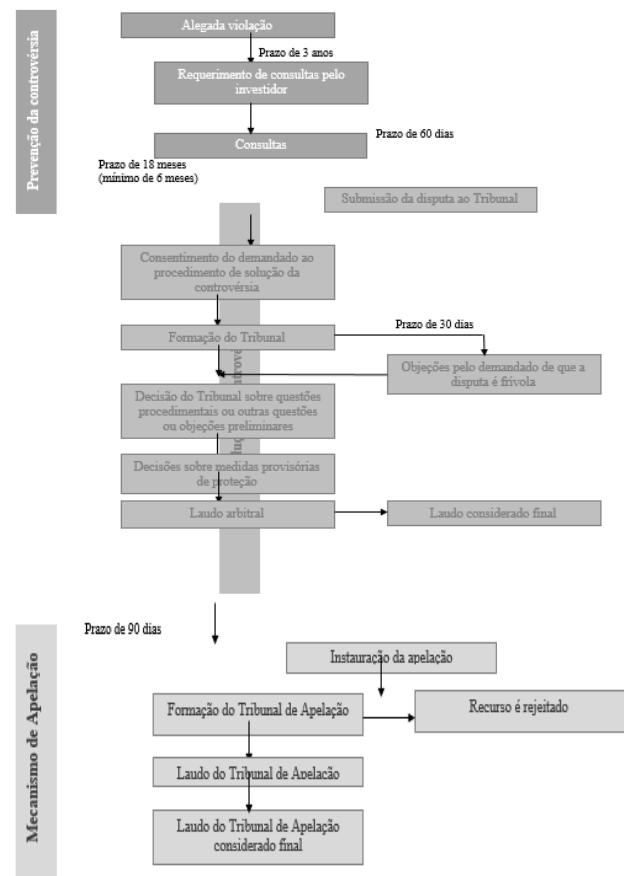 Prevenção da controvérsia
Alegada violação
Prazo de 3 anos
Requerimento de consultas pelo
investidor
Prazo de 60 dias
Consultas
Prazo de 18 meses
(mínimo de 6 meses)
Submissão da disputa ao Tribunal
Consentimento do demandado ao
procedimento de solução da
controvérsia
Prazo de 30 dias
Formação do Tribunal
Objeções pelo demandado de que a
disputa é frívola
Decisão do Tribunal sobre questões
procedimentais ou outras questões
ou objeções preliminares
Decisões sobre medidas provisórias
de proteção
Laudo arbitral
Laudo considerado final
Mecanismo de Apelação
Prazo de 90 dias
Instauração da apelação
Formação do Tribunal de Apelação
Recurso é rejeitado
Laudo do Tribunal de Apelacão
Laudo do Tribunal de Apelação
considerado final